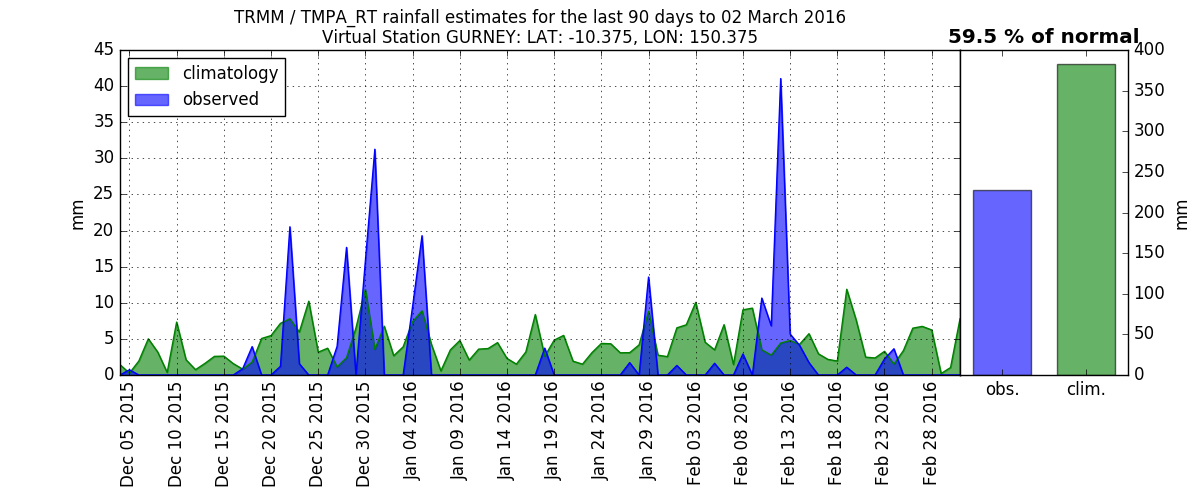 TRMM / TMPA_RT rainfall estimates for the last 90 days to 02 March 2016
Virtual Station GURNEY: LAT: -10.375, LON: 150.375
59.5 % of normal
climatology
observed
mm
45
40
35
30
25
20
15
10
5
0
Dec 05 2015
Dec 10 2015
Dec 15 2015
Dec 20 2015
Dec 25 2015
Dec 30 2015
Jan 04 2016
Jan 09 2016
Jan 14 2016
Jan 19 2016
Jan 24 2016
Jan 29 2016
Feb 03 2016
Feb 08 2016
Feb 13 2016
Feb 18 2016
Feb 23 2016
Feb 28 2016
obs.
clim.
400
350
300
250
200
150
100
50
0
mm